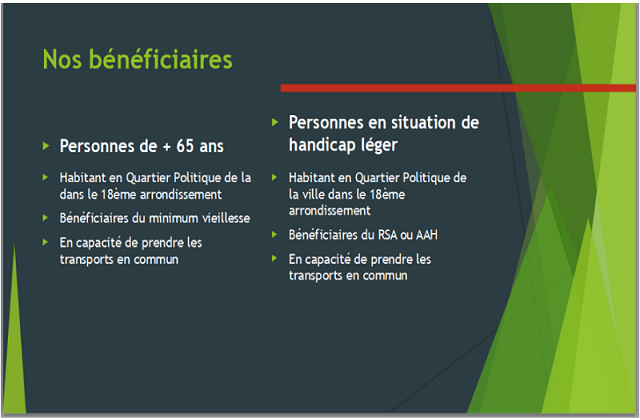 Nos bénéficiaires
Personnes de + 65 ans
Habitant en Quartier Politique de la
dans le 18ème arrondissement
Bénéficiaires du minimum vieillesse
En capacité de prendre les
transports en commun
Personnes en situation de
handicap léger
Habitant en Quartier Politique de
la ville dans le 18ème
arrondissement
Bénéficiaires du RSA ou AAH
En capacité de prendre les
transports en commun